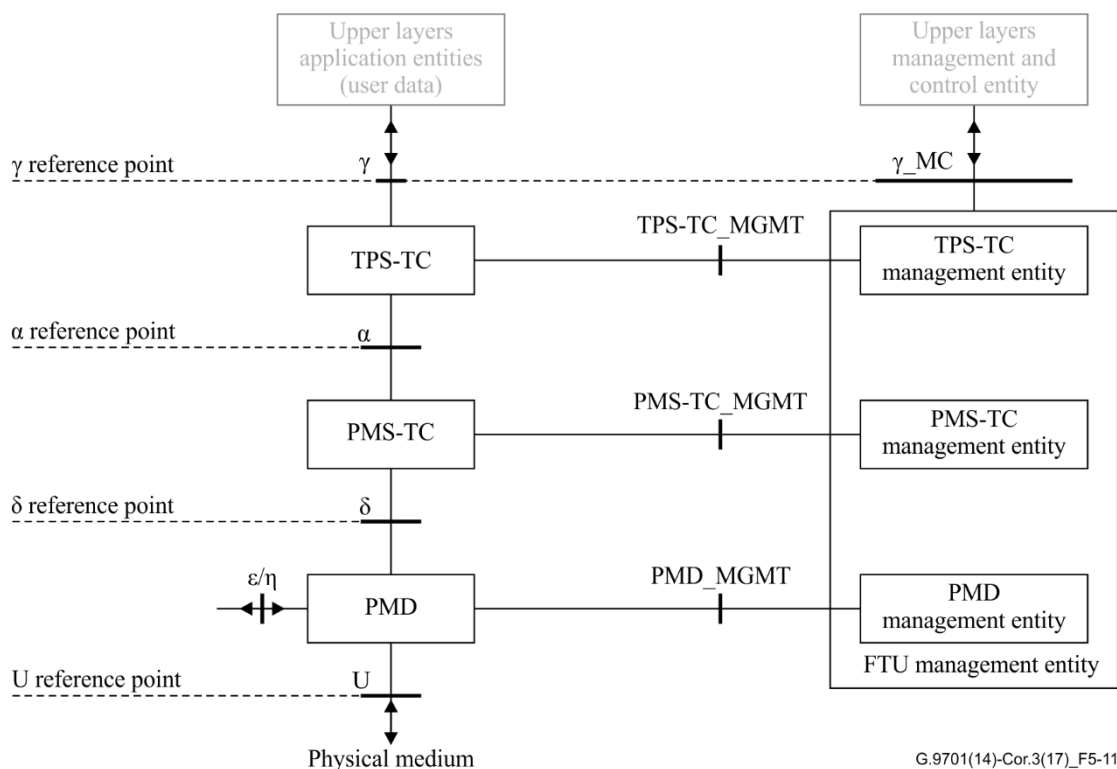 Upper layers
application entities
(user data)
Upper layers
management and
control entity
γ reference point
γ
γ_MC
TPS-TC_MGMT
TPS-TC
TPS-TC
management entity
α reference point
α
PMS-TC_MGMT
PMS-TC
PMS-TC
management entity
δ reference point
δ
ε/η
PMD_MGMT
PMD
PMD
management entity
FTU management entity
U reference point
U
Physical medium
G.9701(14)-Cor.3(17)_F5-11